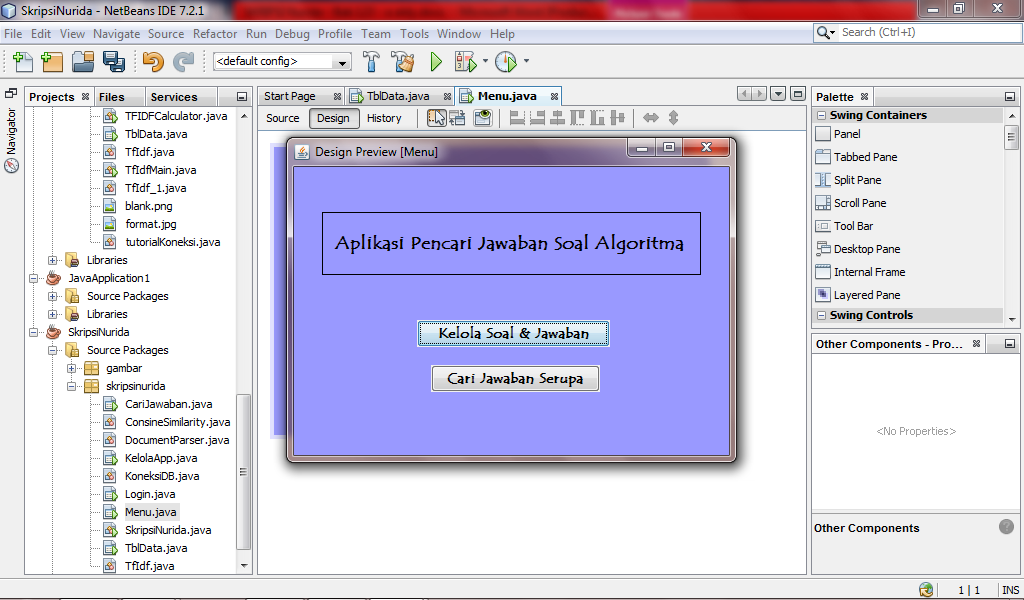 SkripsiNurida - NetBeans IDE 7.2.1
File Edit View Navigate Source Refactor Run Debug Profile Team Tools Window Help
Search (Ctrl+I)
<default config>
Navigator
Projects Files Services
TFIDFCalculator.java
TblData.java
TfIdf.java
TfIdfMain.java
TfIdf_1.java
blank.png
format.jpg
tutorialKoneksi.java
Libraries
JavaApplication1
Source Packages
Libraries
SkripsiNurida
Source Packages
gambar
skripsinurida
CariJawaban.java
ConsineSimilarity.java
DocumentParser.java
KelolaApp.java
KoneksiDB.java
Login.java
Menu.java
SkripsiNurida.java
TblData.java
TfIdf.java
Start Page TblData.java Menu.java
Source Design History
Design Preview [Menu]
Aplikasi Pencari Jawaban Soal Algoritma
Kelola Soal & Jawaban
Cari Jawaban Serupa
Palette
Swing Containers
Panel
Tabbed Pane
Split Pane
Scroll Pane
Tool Bar
Desktop Pane
Internal Frame
Layered Pane
Swing Controls
Other Components - Pro...
<No Properties>
Other Components
1 | 1 INS